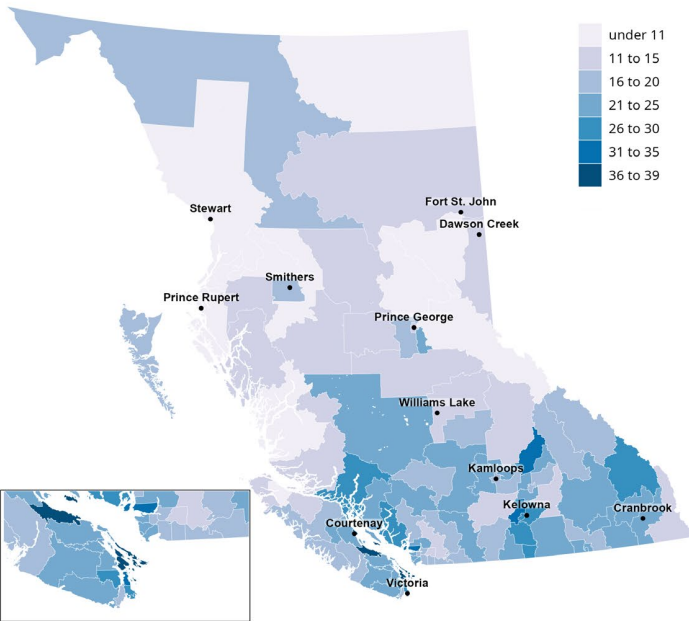 under 11
11 to 15
16 to 20
21 to 25
26 to 30
31 to 35
36 to 39
Stewart
Fort St. John
Dawson Creek
Smithers
Prince Rupert
Prince George
Williams Lake
Kamloops
Kelowna
Cranbrook
Courtenay
Victoria